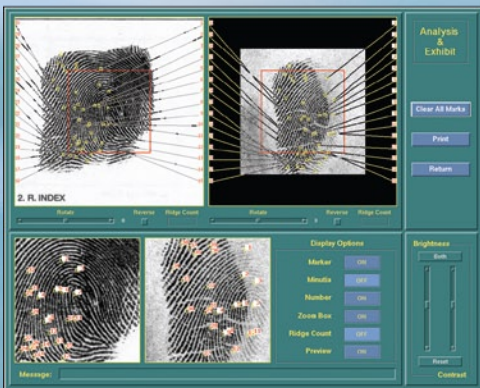 Analysis
&
Exhibit
Clear All Marks
Print
Return
2. R. INDEX
Rotate
Reverse
Ridge Count
Rotate
Reverse
Ridge Count
Display Options
Marker ON
Minutia OFF
Number ON
Zoom Box ON
Ridge Count OFF
Preview ON
Brightness
Both
Reset
Contrast
Message: